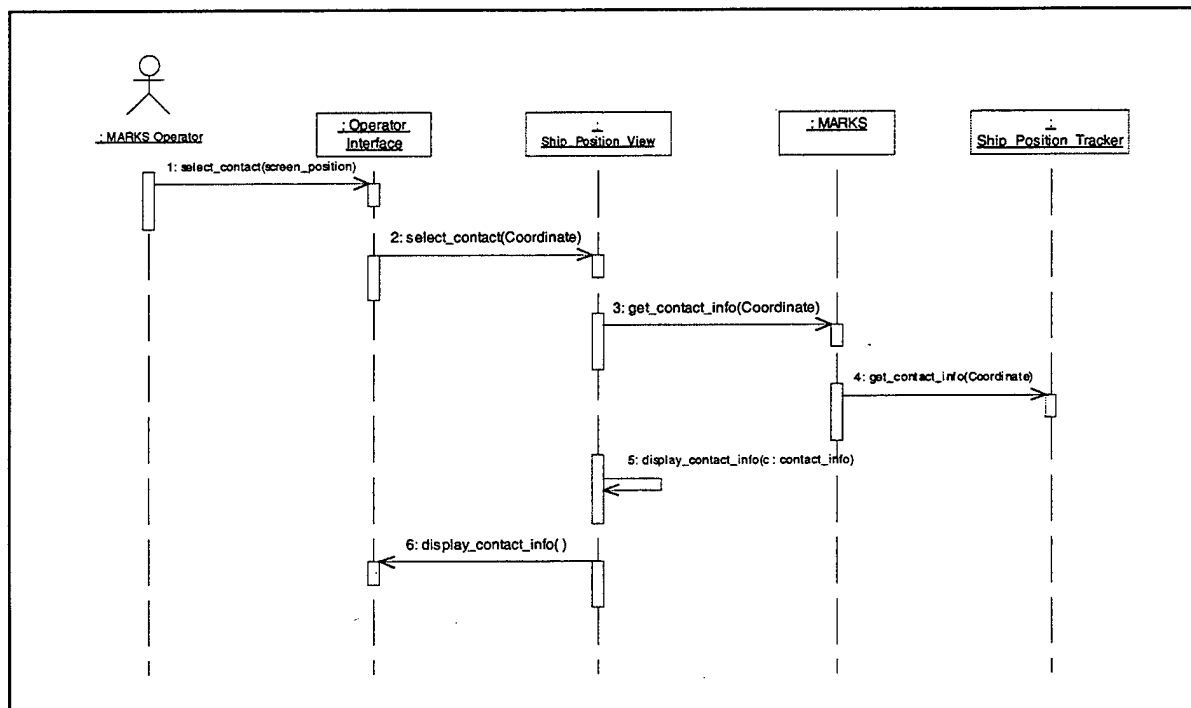 : MARKS Operator
: Operator
Interface
:
Ship_Position_View
: MARKS
:
Ship_Position_Tracker
1: select_contact(screen_position)
2: select_contact(Coordinate)
3: get_contact_info(Coordinate)
4: get_contact_info(Coordinate)
5: display_contact_info(c : contact_info)
6: display_contact_info( )